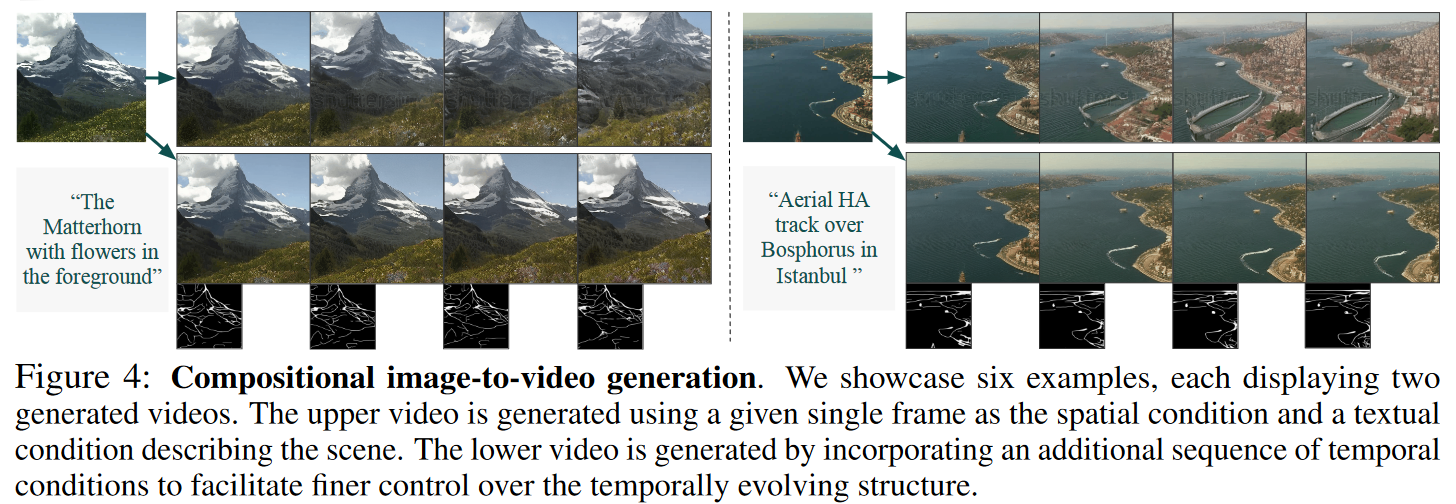 “The
Matterhorn
with flowers in
the foreground”
“Aerial HA
track over
Bosphorus in
Istanbul ”
Figure 4: Compositional image-to-video generation. We showcase six examples, each displaying two
generated videos. The upper video is generated using a given single frame as the spatial condition and a textual
condition describing the scene. The lower video is generated by incorporating an additional sequence of temporal
conditions to facilitate finer control over the temporally evolving structure.